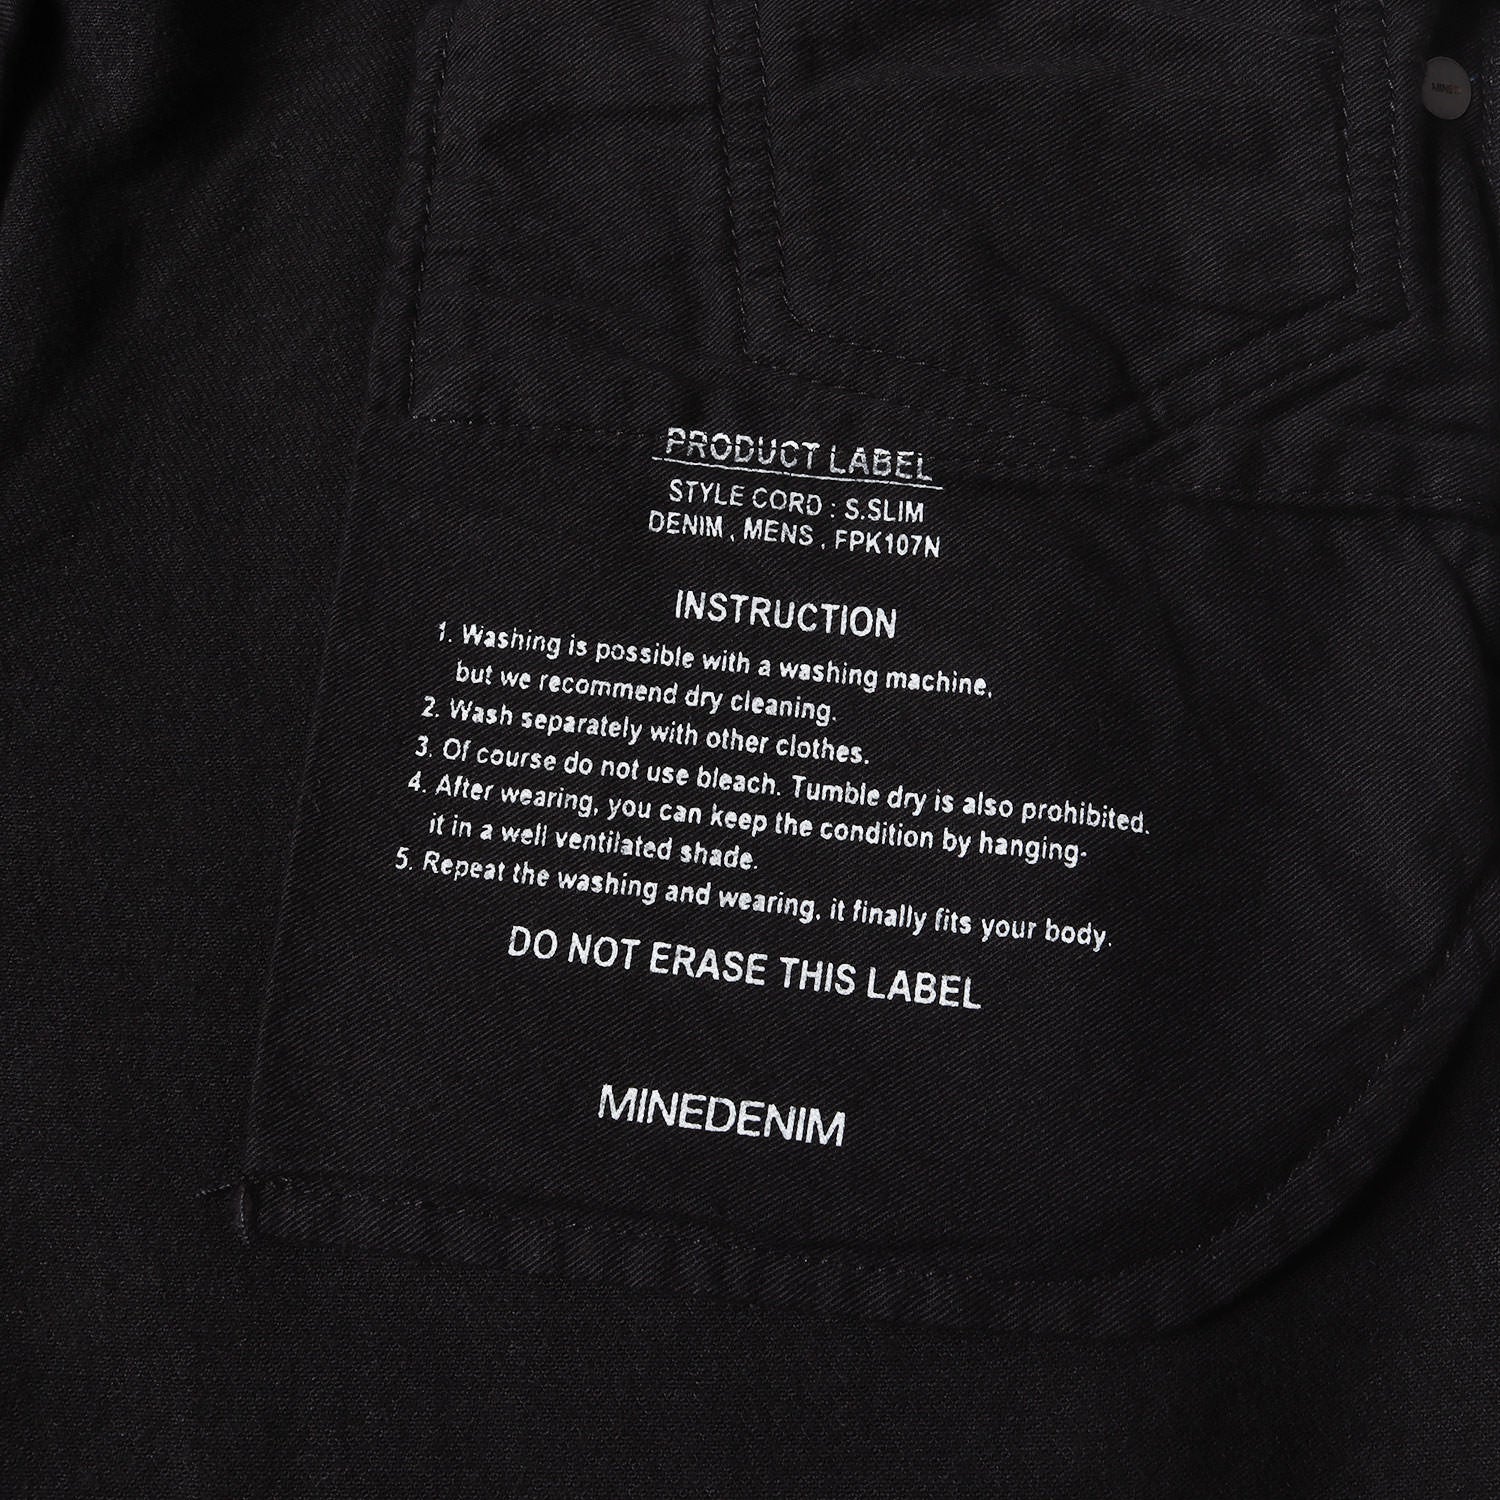 PRODUCT LABEL
STYLE CORD : S.SLIM
DENIM , MENS , FPK107N
INSTRUCTION
1. Washing is possible with a washing machine,
but we recommend dry cleaning.
2. Wash separately with other clothes.
3. Of course do not use bleach. Tumble dry is also prohibited.
4. After wearing, you can keep the condition by hanging-
it in a well ventilated shade.
5. Repeat the washing and wearing, it finally fits your body.
DO NOT ERASE THIS LABEL
MINEDENIM